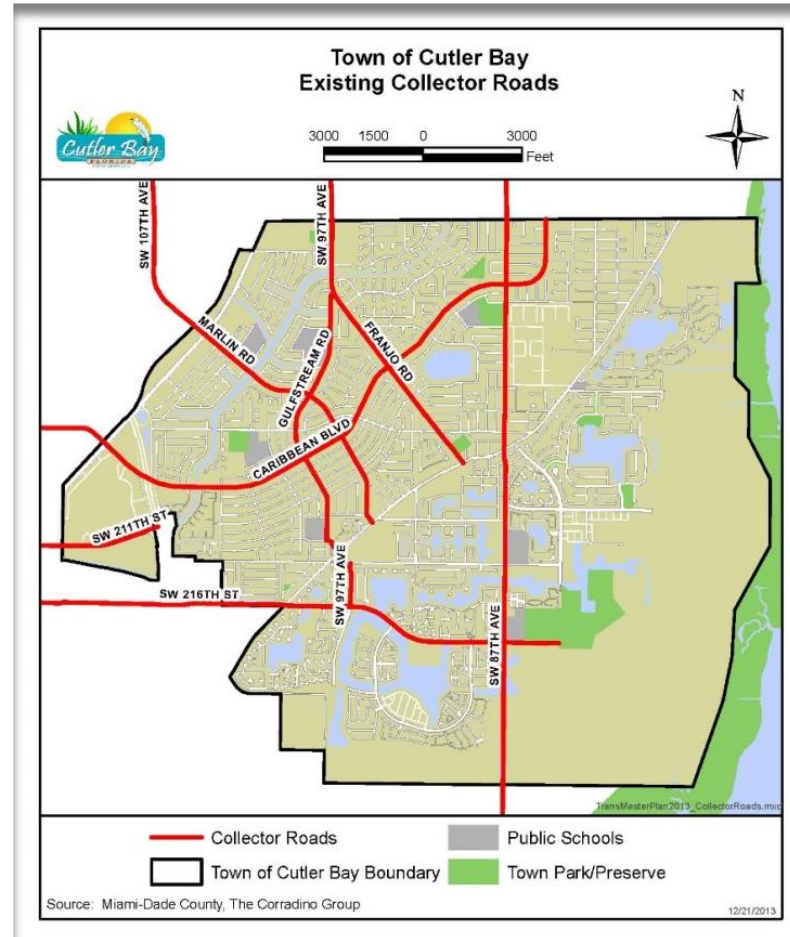 Town of Cutler Bay
Existing Collector Roads
N
Cutler Bay
FLORIDA
3000 1500 0 3000
Feet
SW 107TH AVE
SW 97TH AVE
MARLIN RD
GULFSTREAM RD
FRANJO RD
CARIBBEAN BLVD
SW 211TH ST
SW 216TH ST
SW 97TH AVE
SW 87TH AVE
TransMasterPlan2013_CollectorRoads.mxd
Collector Roads
Public Schools
Town of Cutler Bay Boundary
Town Park/Preserve
Source: Miami-Dade County, The Corradino Group
12/21/2013